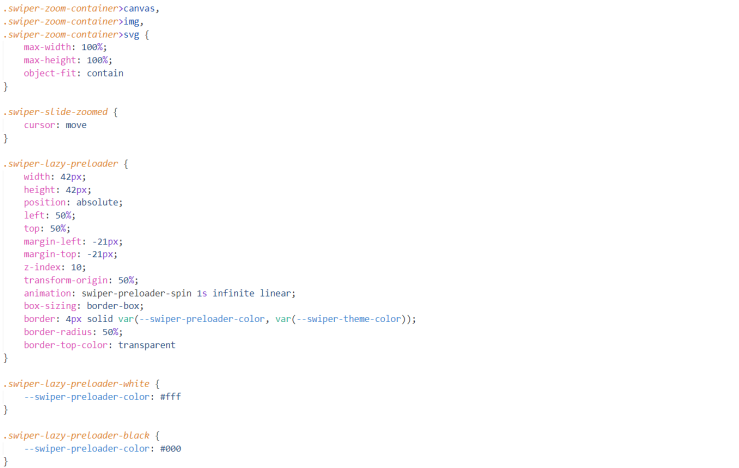 .swiper-zoom-container>canvas,
.swiper-zoom-container>img,
.swiper-zoom-container>svg {
    max-width: 100%;
    max-height: 100%;
    object-fit: contain
}

.swiper-slide-zoomed {
    cursor: move
}

.swiper-lazy-preloader {
    width: 42px;
    height: 42px;
    position: absolute;
    left: 50%;
    top: 50%;
    margin-left: -21px;
    margin-top: -21px;
    z-index: 10;
    transform-origin: 50%;
    animation: swiper-preloader-spin 1s infinite linear;
    box-sizing: border-box;
    border: 4px solid var(--swiper-preloader-color, var(--swiper-theme-color));
    border-radius: 50%;
    border-top-color: transparent
}

.swiper-lazy-preloader-white {
    --swiper-preloader-color: #fff
}

.swiper-lazy-preloader-black {
    --swiper-preloader-color: #000
}